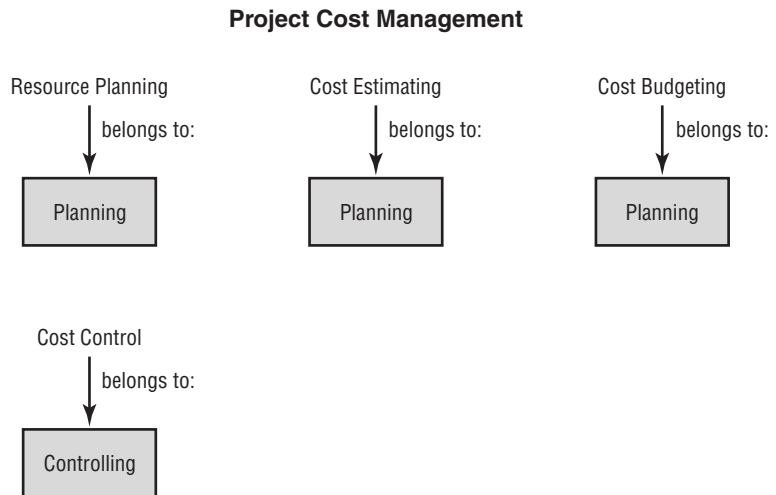 Project Cost Management
Resource Planning
belongs to:
Planning
Cost Estimating
belongs to:
Planning
Cost Budgeting
belongs to:
Planning
Cost Control
belongs to:
Controlling